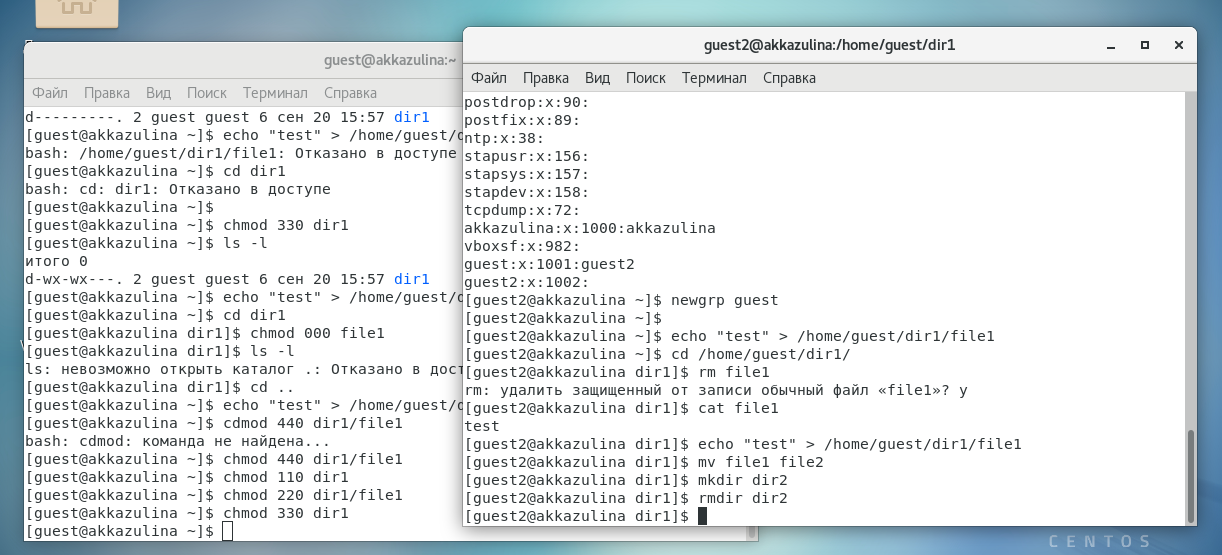 guest@akkazulina:~
Файл Правка Вид Поиск Терминал Справка
d---------. 2 guest guest 6 сен 20 15:57 dir1
[guest@akkazulina ~]$ echo "test" > /home/guest/d
bash: /home/guest/dir1/file1: Отказано в доступе
[guest@akkazulina ~]$ cd dir1
bash: cd: dir1: Отказано в доступе
[guest@akkazulina ~]$
[guest@akkazulina ~]$ chmod 330 dir1
[guest@akkazulina ~]$ ls -l
итого 0
d-wx-wx---. 2 guest guest 6 сен 20 15:57 dir1
[guest@akkazulina ~]$ echo "test" > /home/guest/d
[guest@akkazulina ~]$ cd dir1
[guest@akkazulina dir1]$ chmod 000 file1
[guest@akkazulina dir1]$ ls -l
ls: невозможно открыть каталог .: Отказано в дост
[guest@akkazulina dir1]$ cd ..
[guest@akkazulina ~]$ echo "test" > /home/guest/d
[guest@akkazulina ~]$ cdmod 440 dir1/file1
bash: cdmod: команда не найдена...
[guest@akkazulina ~]$ chmod 440 dir1/file1
[guest@akkazulina ~]$ chmod 110 dir1
[guest@akkazulina ~]$ chmod 220 dir1/file1
[guest@akkazulina ~]$ chmod 330 dir1
[guest@akkazulina ~]$
guest2@akkazulina:/home/guest/dir1
Файл Правка Вид Поиск Терминал Справка
postdrop:x:90:
postfix:x:89:
ntp:x:38:
stapusr:x:156:
stapsys:x:157:
stapdev:x:158:
tcpdump:x:72:
akkazulina:x:1000:akkazulina
vboxsf:x:982:
guest:x:1001:guest2
guest2:x:1002:
[guest2@akkazulina ~]$ newgrp guest
[guest2@akkazulina ~]$
[guest2@akkazulina ~]$ echo "test" > /home/guest/dir1/file1
[guest2@akkazulina ~]$ cd /home/guest/dir1/
[guest2@akkazulina dir1]$ rm file1
rm: удалить защищенный от записи обычный файл «file1»? y
[guest2@akkazulina dir1]$ cat file1
test
[guest2@akkazulina dir1]$ echo "test" > /home/guest/dir1/file1
[guest2@akkazulina dir1]$ mv file1 file2
[guest2@akkazulina dir1]$ mkdir dir2
[guest2@akkazulina dir1]$ rmdir dir2
[guest2@akkazulina dir1]$
CENTOS